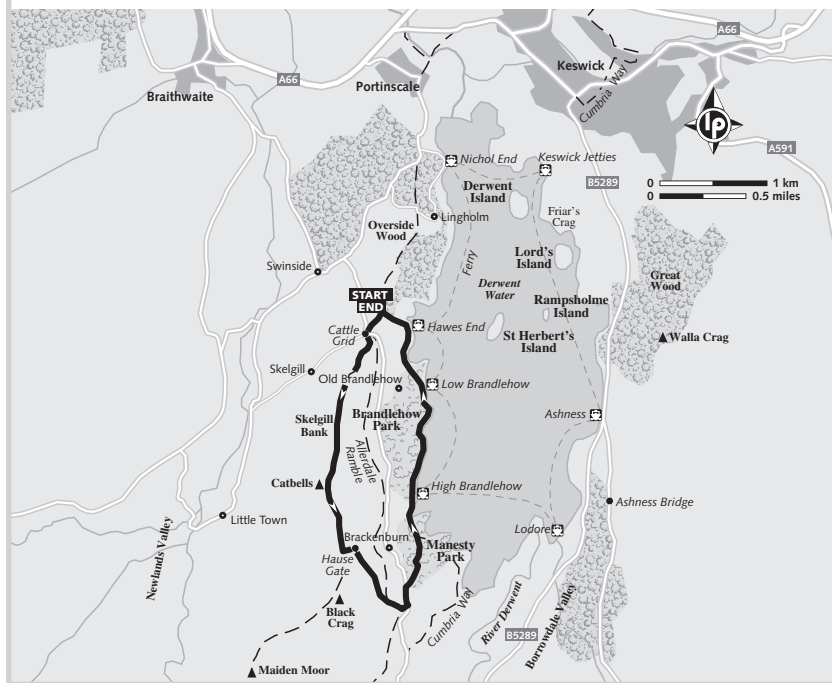 A66
A66
Keswick
Portinscale
Braithwaite
Cumbria Way
lp
A591
Nichol End
Keswick Jetties
B5289
0 1 km
0 0.5 miles
Derwent
Island
Lingholm
Friar's
Crag
Overside
Wood
Lord's
Island
Great
Wood
Swinside
Ferry
Derwent
Water
START
END
Rampsholme
Island
Hawes End
Cattle
Grid
St Herbert's
Island
Walla Crag
Skelgill
Old Brandlehow
Low Brandlehow
Skelgill
Bank
Brandlehow
Park
Ashness
Allerdale
Ramble
Catbells
High Brandlehow
Ashness Bridge
Little Town
Lodore
Newlands Valley
Brackenburn
Manesty
Park
Hause
Gate
Black
Crag
Cumbria Way
River Derwent
B5289
Borrowdale Valley
Maiden Moor